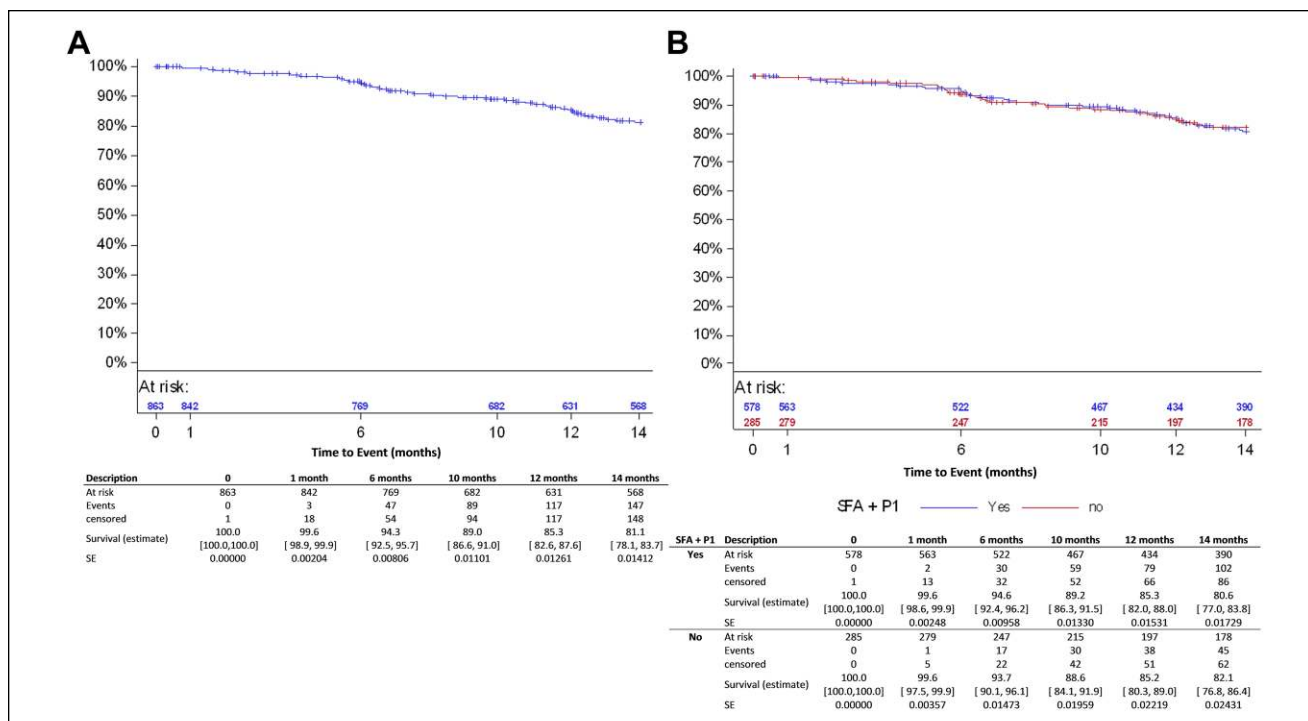 A
100%
90%
80%
70%
60%
50%
40%
30%
20%
10%
0%
At risk:
863 842 769 682 631 568
0 1 6 10 12 14
Time to Event (months)
Description 0 1 month 6 months 10 months 12 months 14 months
At risk 863 842 769 682 631 568
Events 0 3 47 89 117 147
censored 1 18 54 94 117 148
Survival (estimate) 100.0 99.6 94.3 89.0 85.3 81.1
[100.0,100.0] [ 98.9, 99.9] [ 92.5, 95.7] [ 86.6, 91.0] [ 82.6, 87.6] [ 78.1, 83.7]
SE 0.00000 0.00204 0.00806 0.01101 0.01261 0.01412
B
100%
90%
80%
70%
60%
50%
40%
30%
20%
10%
0%
At risk:
578 563 522 467 434 390
285 279 247 215 197 178
0 1 6 10 12 14
Time to Event (months)
SFA + P1 Yes no
SFA + P1 Description 0 1 month 6 months 10 months 12 months 14 months
Yes At risk 578 563 522 467 434 390
Events 0 2 30 59 79 102
censored 1 13 32 52 66 86
Survival (estimate) 100.0 99.6 94.6 89.2 85.3 80.6
[100.0,100.0] [ 98.6, 99.9] [ 92.4, 96.2] [ 86.3, 91.5] [ 82.0, 88.0] [ 77.0, 83.8]
SE 0.00000 0.00248 0.00958 0.01330 0.01531 0.01729
No At risk 285 279 247 215 197 178
Events 0 1 17 30 38 45
censored 0 5 22 42 51 62
Survival (estimate) 100.0 99.6 93.7 88.6 85.2 82.1
[100.0,100.0] [ 97.5, 99.9] [ 90.1, 96.1] [ 84.1, 91.9] [ 80.3, 89.0] [ 76.8, 86.4]
SE 0.00000 0.00357 0.01473 0.01959 0.02219 0.02431